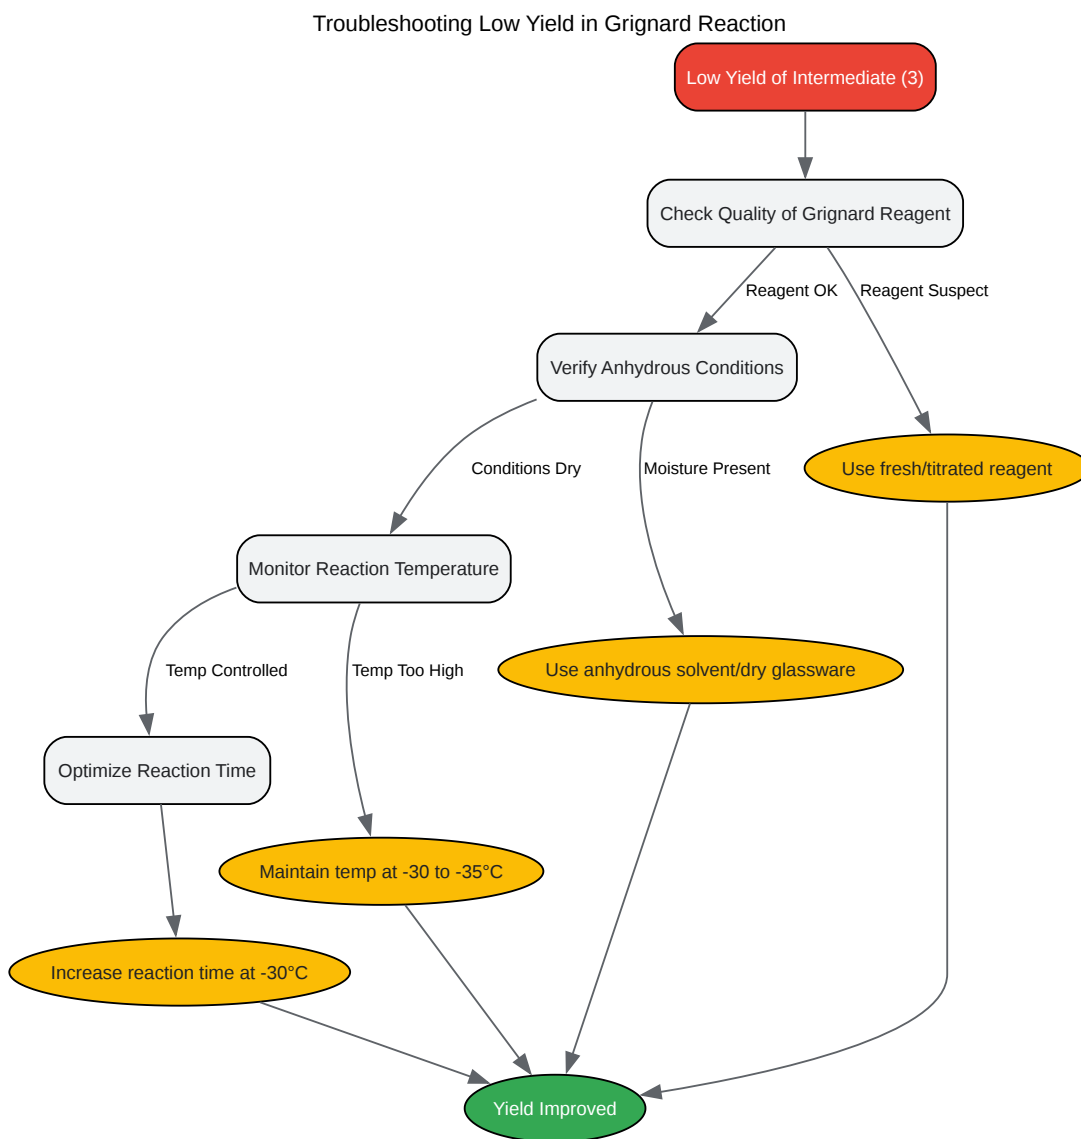 Troubleshooting Low Yield in Grignard Reaction
Low Yield of Intermediate (3)
Check Quality of Grignard Reagent
Reagent OK
Reagent Suspect
Verify Anhydrous Conditions
Conditions Dry
Moisture Present
Use fresh/titrated reagent
Monitor Reaction Temperature
Temp Controlled
Temp Too High
Use anhydrous solvent/dry glassware
Optimize Reaction Time
Maintain temp at -30 to -35°C
Increase reaction time at -30°C
Yield Improved